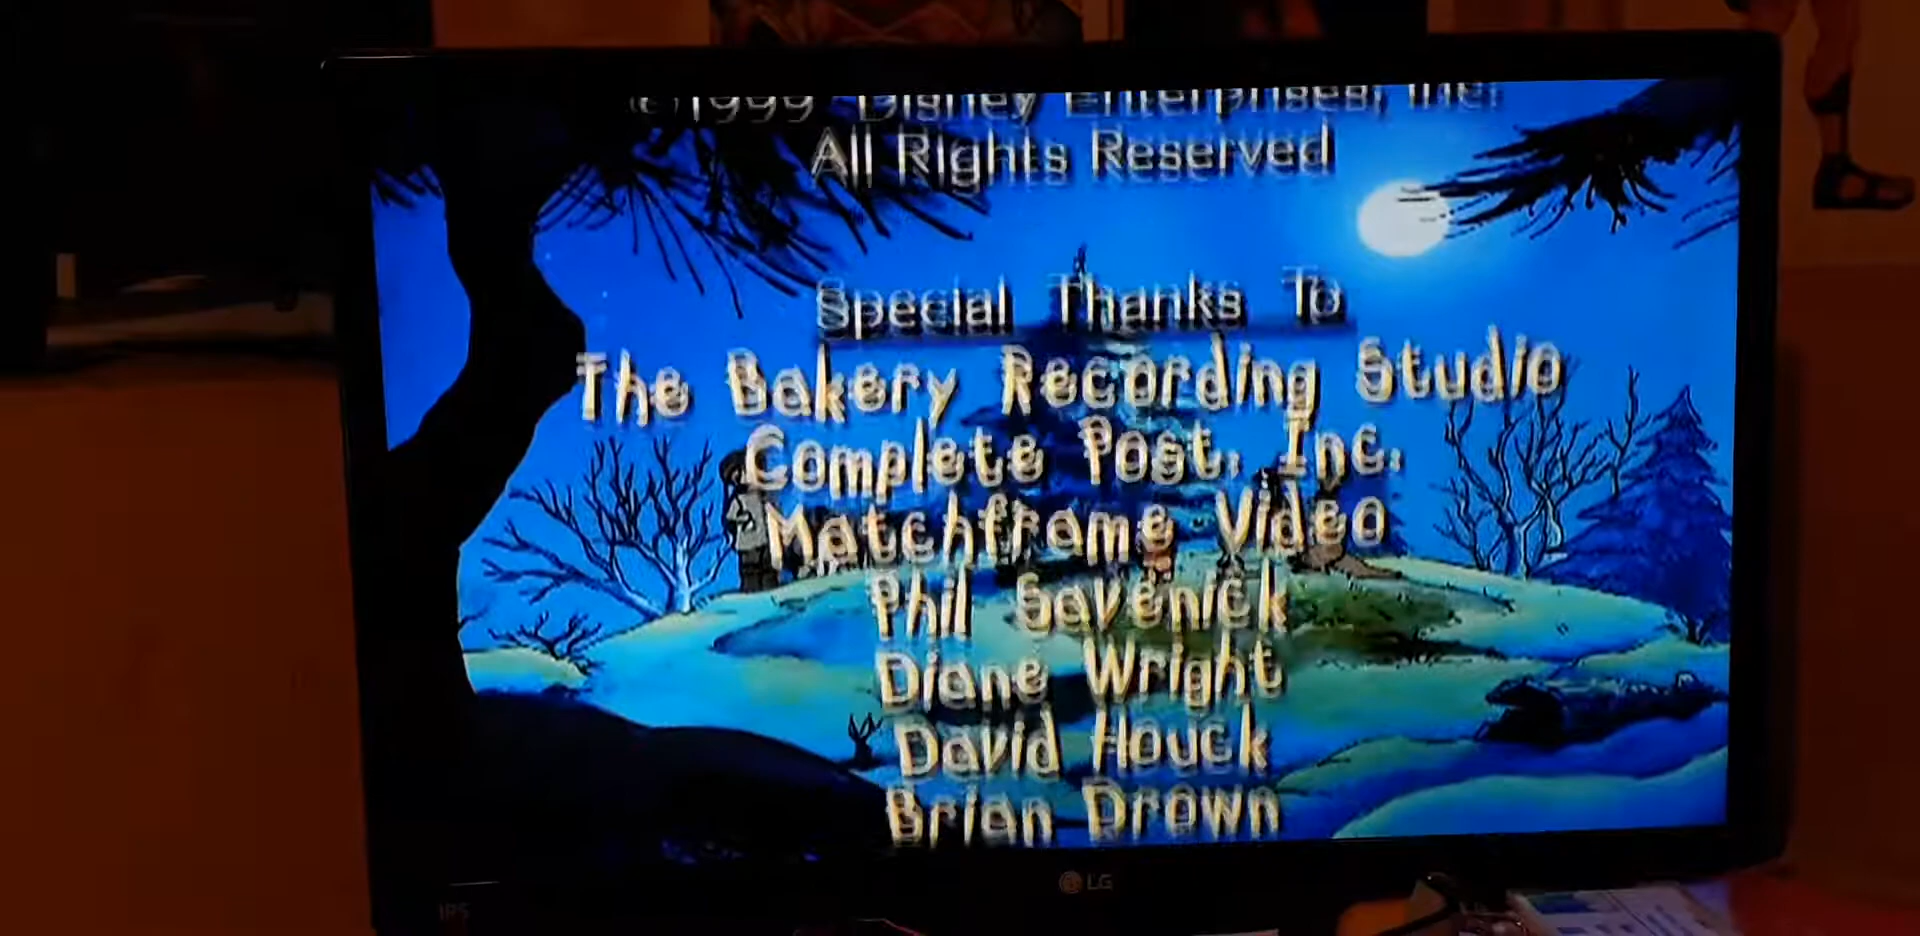 (c) 1999 Disney Enterprises, Inc.
All Rights Reserved
Special Thanks To
The Bakery Recording Studio
Complete Post, Inc.
Matchframe Video
Phil Savenick
Diane Wright
David Houck
Brian Drown
LG
IPS